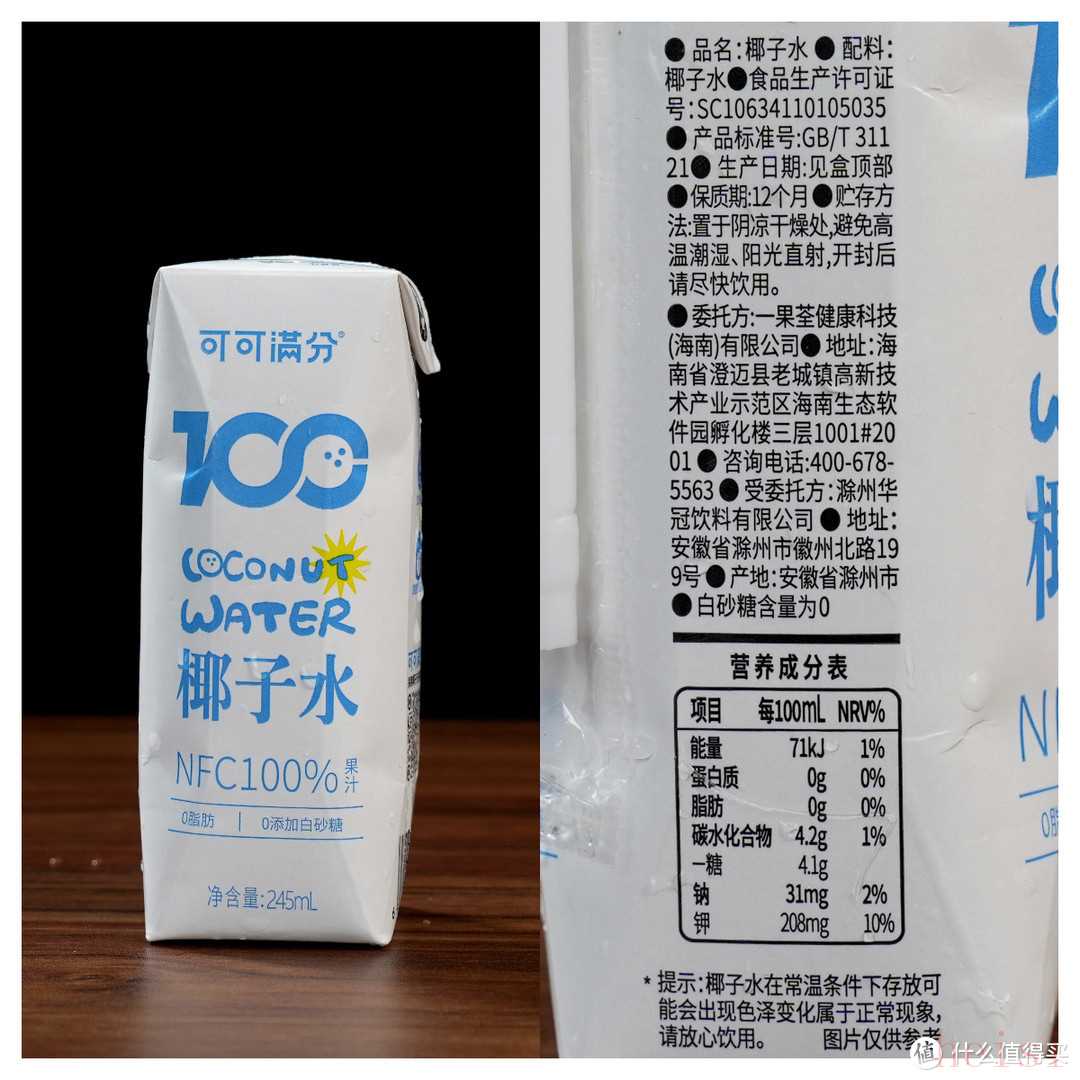 可可满分®
100
COCONUT
WATER
椰子水
NFC100%果汁
0脂肪 | 0添加白砂糖
净含量:245mL
● 品名:椰子水 ● 配料:
椰子水●食品生产许可证
号:SC10634110105035
● 产品标准号:GB/T 311
21● 生产日期:见盒顶部
●保质期:12个月 ●贮存方
法:置于阴凉干燥处,避免高
温潮湿、阳光直射,开封后
请尽快饮用。
● 委托方:一果荃健康科技
(海南)有限公司● 地址:海
南省澄迈县老城镇高新技
术产业示范区海南生态软
件园孵化楼三层1001#20
01 ● 咨询电话:400-678-
5563 ● 受委托方:滁州华
冠饮料有限公司 ● 地址:
安徽省滁州市徽州北路19
9号● 产地:安徽省滁州市
● 白砂糖含量为0
营养成分表
项目 每100mL NRV%
能量 71kJ 1%
蛋白质 0g 0%
脂肪 0g 0%
碳水化合物 4.2g 1%
—糖 4.1g
钠 31mg 2%
钾 208mg 10%
* 提示:椰子水在常温条件下存放可
能会出现色泽变化属于正常现象,
请放心饮用。 图片仅供参考
值 什么值得买